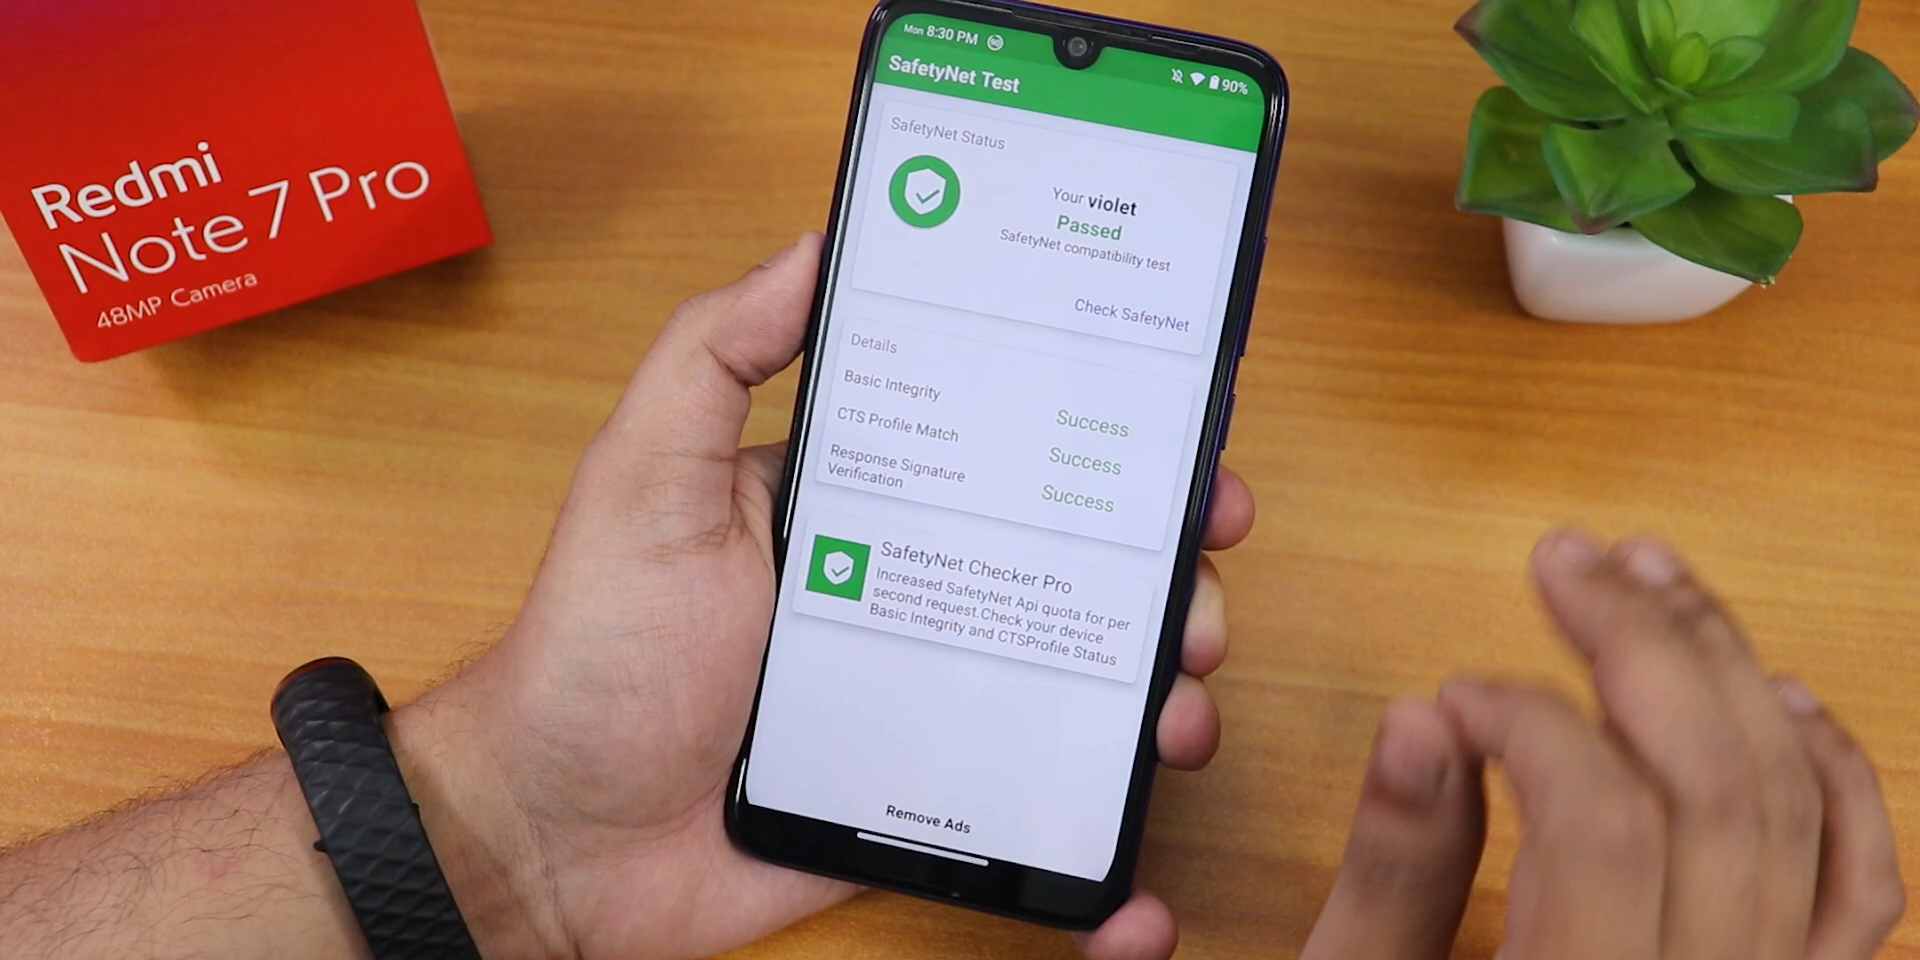 Redmi
Note 7 Pro
48MP Camera
Mon 8:30 PM
90%
SafetyNet Test
SafetyNet Status
Your violet
Passed
SafetyNet compatibility test
Check SafetyNet
Details
Basic Integrity
Success
CTS Profile Match
Success
Response Signature
Verification
Success
SafetyNet Checker Pro
Increased SafetyNet Api quota for per
second request.Check your device
Basic Integrity and CTSProfile Status
Remove Ads